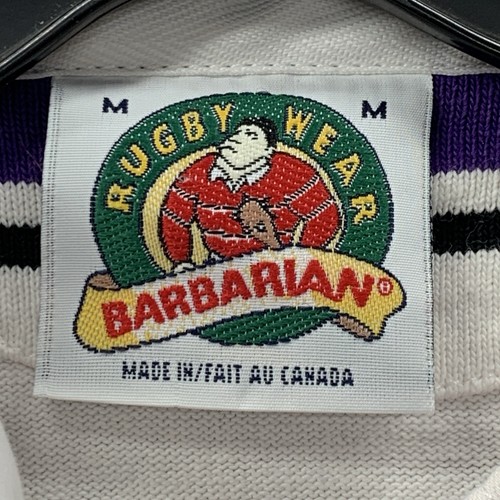 M M
RUGBY WEAR
BARBARIAN®
MADE IN/FAIT AU CANADA